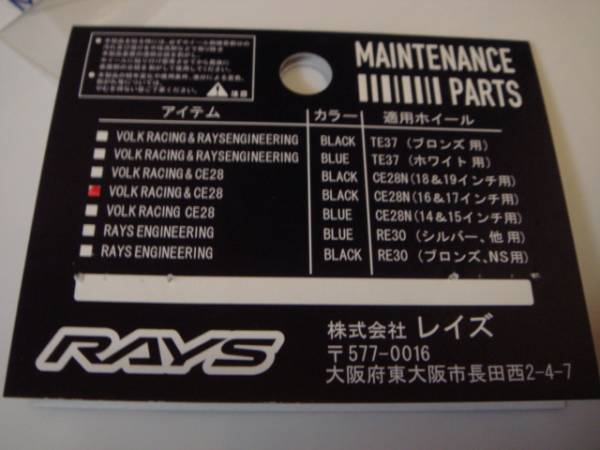 注意
MAINTENANCE
PARTS
アイテム カラー 適用ホイール
VOLK RACING & RAYSENGINEERING BLACK TE37 (ブロンズ用)
VOLK RACING & RAYSENGINEERING BLUE TE37 (ホワイト用)
VOLK RACING & CE28 BLACK CE28N (18&19インチ用)
VOLK RACING & CE28 BLACK CE28N (16&17インチ用)
VOLK RACING CE28 BLUE CE28N (14&15インチ用)
RAYS ENGINEERING BLUE RE30 (シルバー、他用)
RAYS ENGINEERING BLACK RE30 (ブロンズ、NS用)
RAYS
株式会社 レイズ
〒577-0016
大阪府東大阪市長田西2-4-7